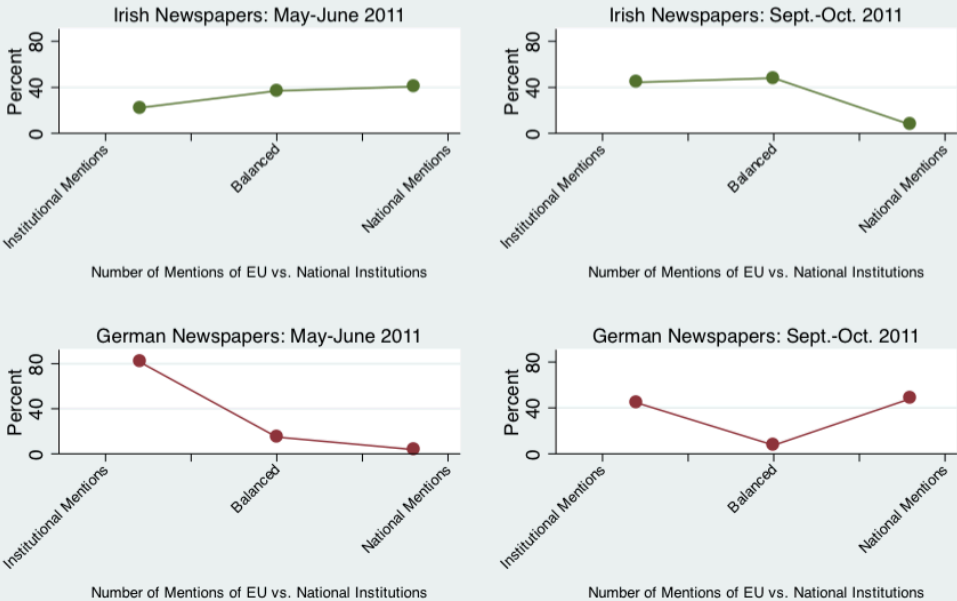 Irish Newspapers: May-June 2011
Percent
80
40
0
Institutional Mentions
Balanced
National Mentions
Number of Mentions of EU vs. National Institutions
Irish Newspapers: Sept.-Oct. 2011
Percent
80
40
0
Institutional Mentions
Balanced
National Mentions
Number of Mentions of EU vs. National Institutions
German Newspapers: May-June 2011
Percent
80
40
0
Institutional Mentions
Balanced
National Mentions
Number of Mentions of EU vs. National Institutions
German Newspapers: Sept.-Oct. 2011
Percent
80
40
0
Institutional Mentions
Balanced
National Mentions
Number of Mentions of EU vs. National Institutions